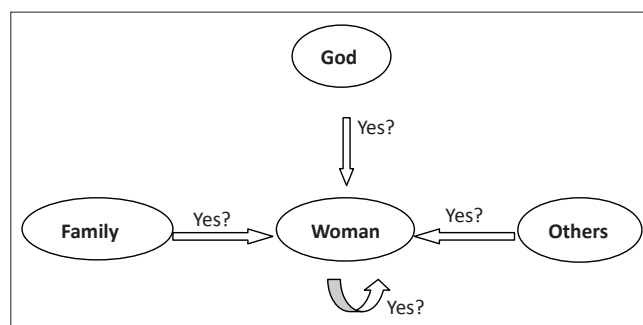 God
Yes?
Family
Yes?
Woman
Yes?
Others
Yes?